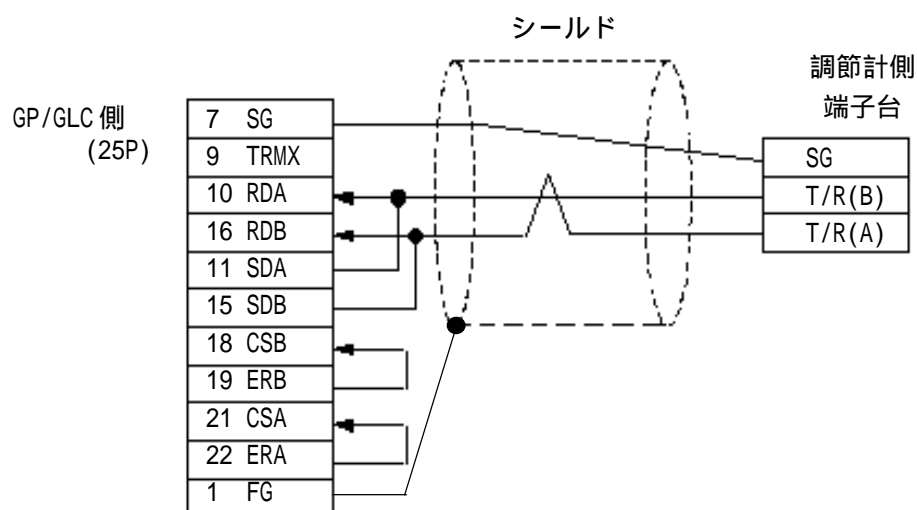 シールド
調節計側
端子台
GP/GLC 側
(25P)
7 SG
9 TRMX
10 RDA
16 RDB
11 SDA
15 SDB
18 CSB
19 ERB
21 CSA
22 ERA
1 FG
SG
T/R(B)
T/R(A)